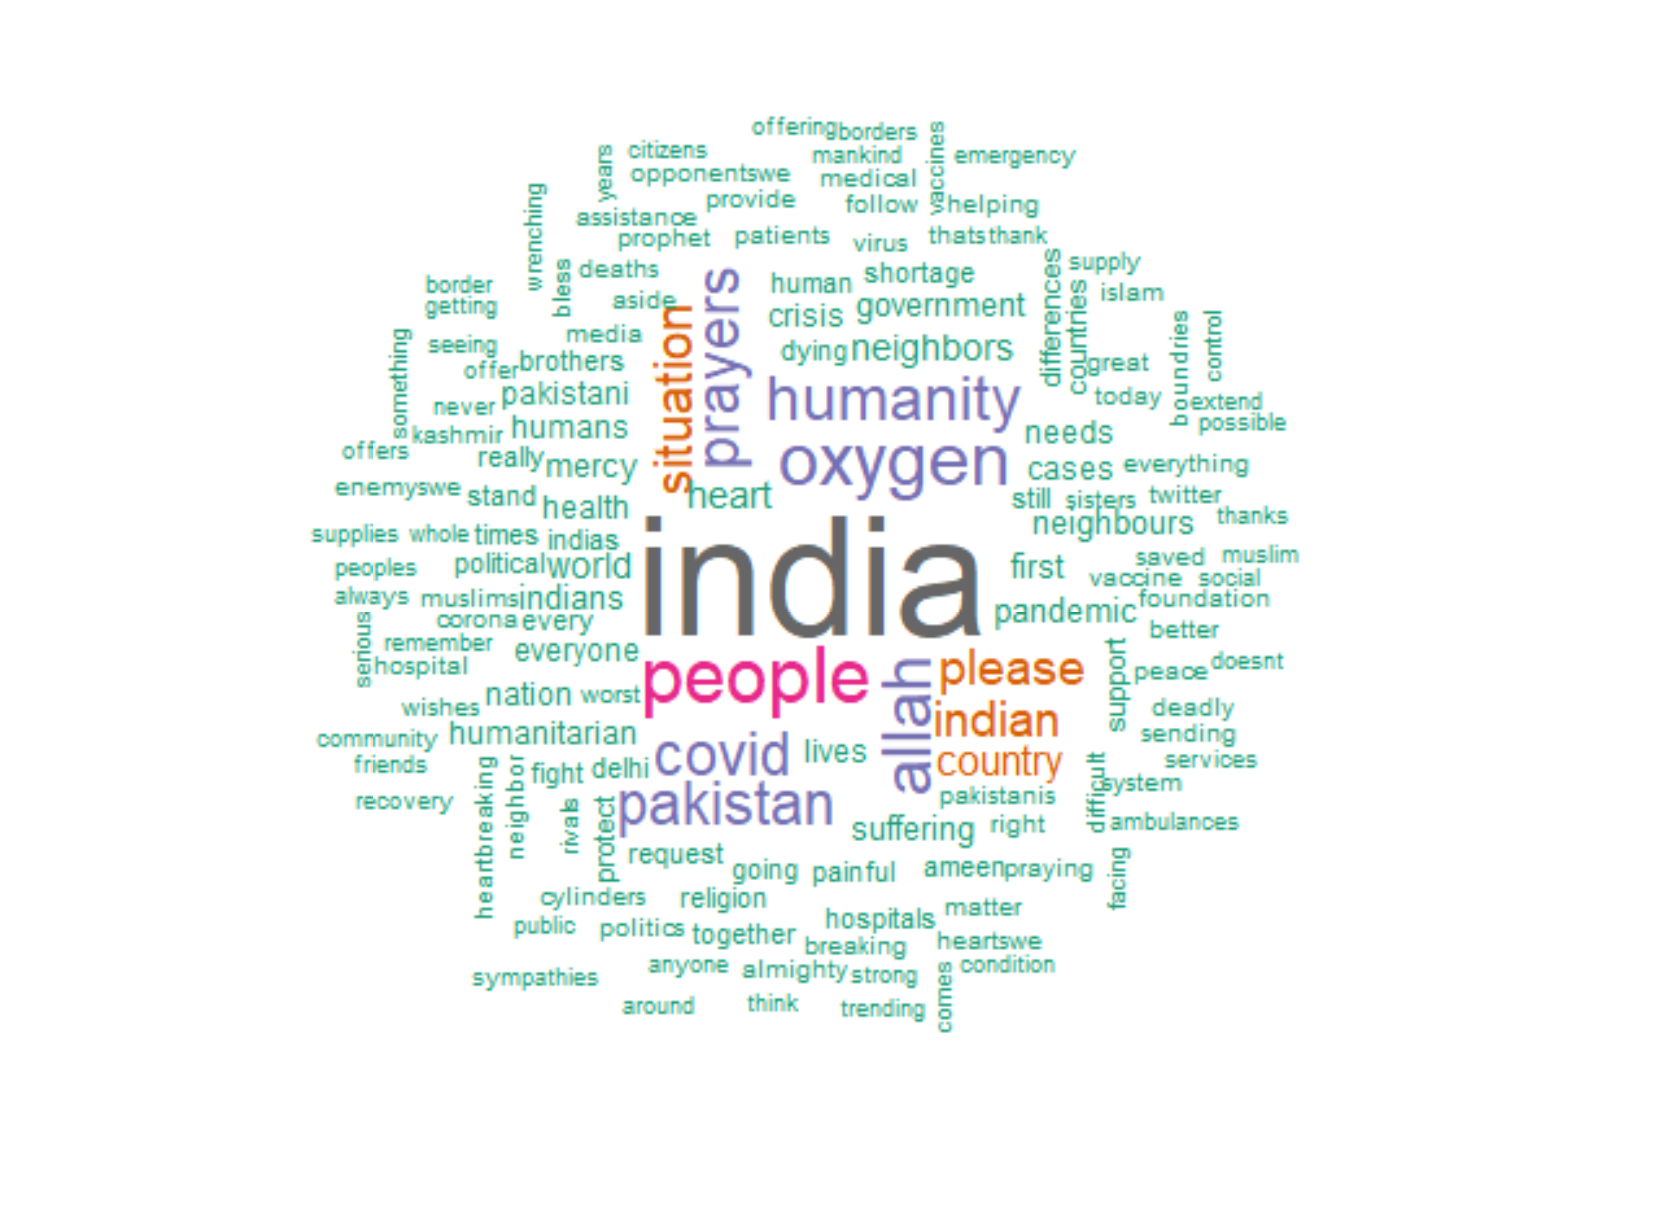 offering borders
citizens mankind vaccines emergency
years opponentswe medical
provide follow helping
wrenching assistance
prophet patients virus thats thank
bless deaths human shortage differences supply
border aside crisis government countries islam
getting situation prayers
media boundries control
something seeing brothers dying neighbors great
offer
pakistani humanity today extend
never
kashmir humans needs possible
offers really mercy oxygen cases everything
enemyswe stand health heart still sisters twitter
neighbours thanks
supplies whole times indias india
peoples political world first saved muslim
vaccine social
always muslims indians pandemic foundation
corona every better
serious remember everyone people allah please support peace doesnt
hospital
wishes nation worst indian deadly
community humanitarian covid lives country sending
friends heartbreaking neighbor fight delhi difficult services
recovery rivals protect pakistan pakistanis system
suffering right ambulances
request going painful ameen praying facing
cylinders religion hospitals matter
public politics together breaking heartswe
sympathies anyone almighty strong comes condition
around think trending